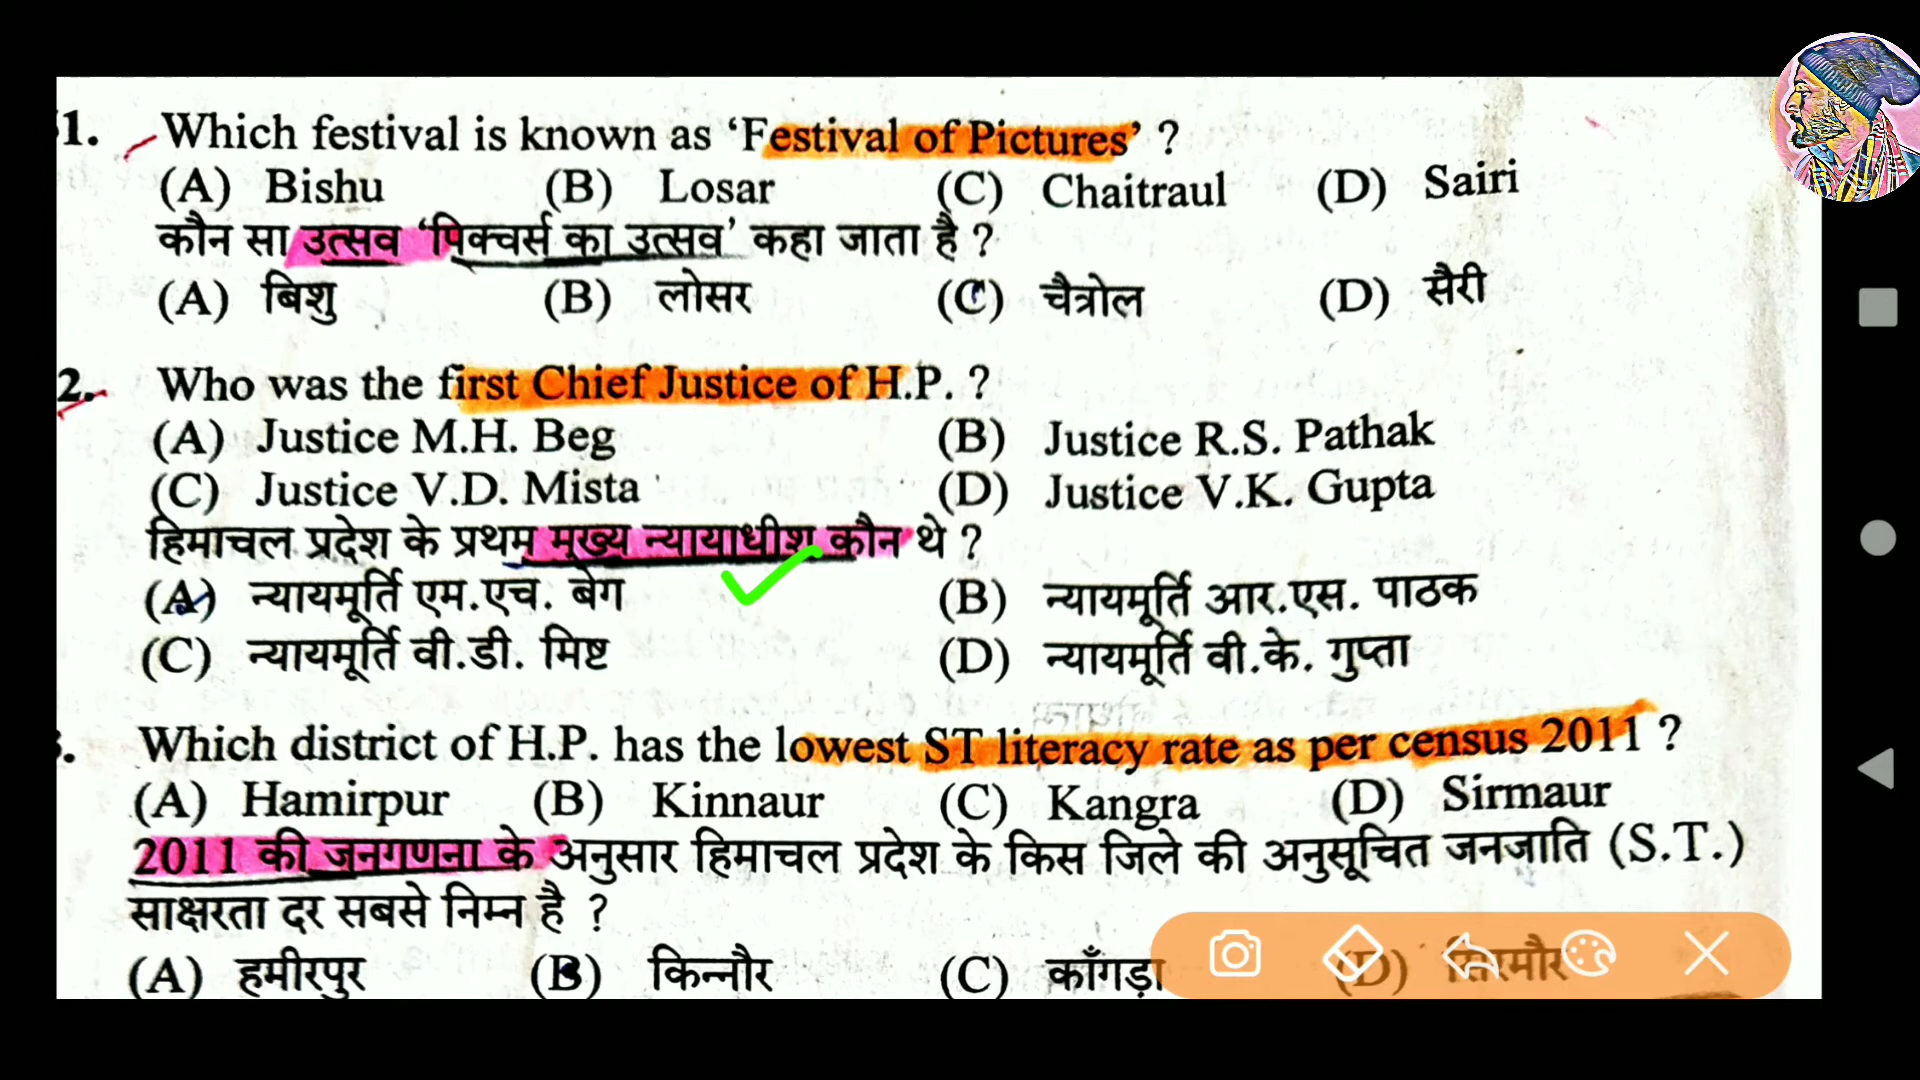 1. Which festival is known as ‘Festival of Pictures’ ?
(A) Bishu (B) Losar (C) Chaitraul (D) Sairi
कौन सा उत्सव ‘पिक्चर्स का उत्सव’ कहा जाता है ?
(A) बिशु (B) लोसर (C) चैत्रोल (D) सैरी
2. Who was the first Chief Justice of H.P. ?
(A) Justice M.H. Beg (B) Justice R.S. Pathak
(C) Justice V.D. Mista (D) Justice V.K. Gupta
हिमाचल प्रदेश के प्रथम मुख्य न्यायाधीश कौन थे ?
(A) न्यायमूर्ति एम.एच. बेग (B) न्यायमूर्ति आर.एस. पाठक
(C) न्यायमूर्ति वी.डी. मिष्ट (D) न्यायमूर्ति वी.के. गुप्ता
. Which district of H.P. has the lowest ST literacy rate as per census 2011 ?
(A) Hamirpur (B) Kinnaur (C) Kangra (D) Sirmaur
2011 की जनगणना के अनुसार हिमाचल प्रदेश के किस जिले की अनुसूचित जनजाति (S.T.)
साक्षरता दर सबसे निम्न है ?
(A) हमीरपुर (B) किन्नौर (C) काँगड़ा (D) सिरमौर